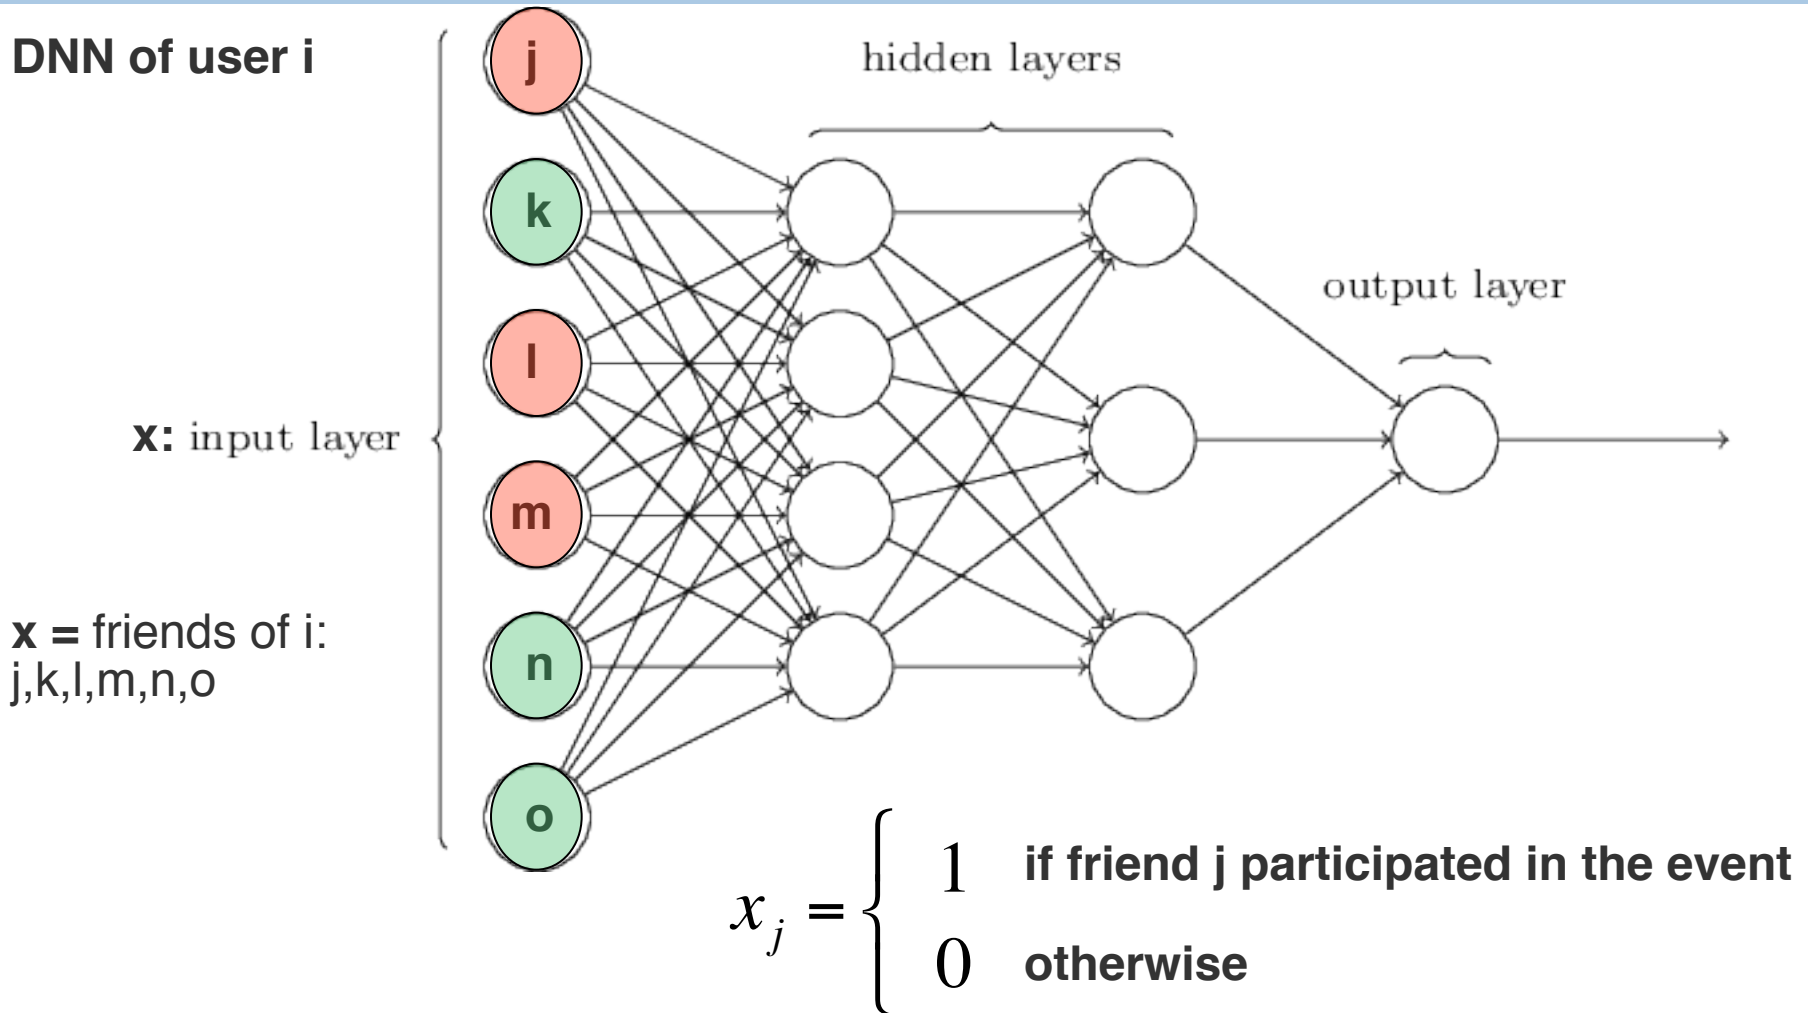 DNN of user i
hidden layers
output layer
x: input layer
x = friends of i:
j,k,l,m,n,o
j
k
l
m
n
o
x_j = { 1 if friend j participated in the event
0 otherwise